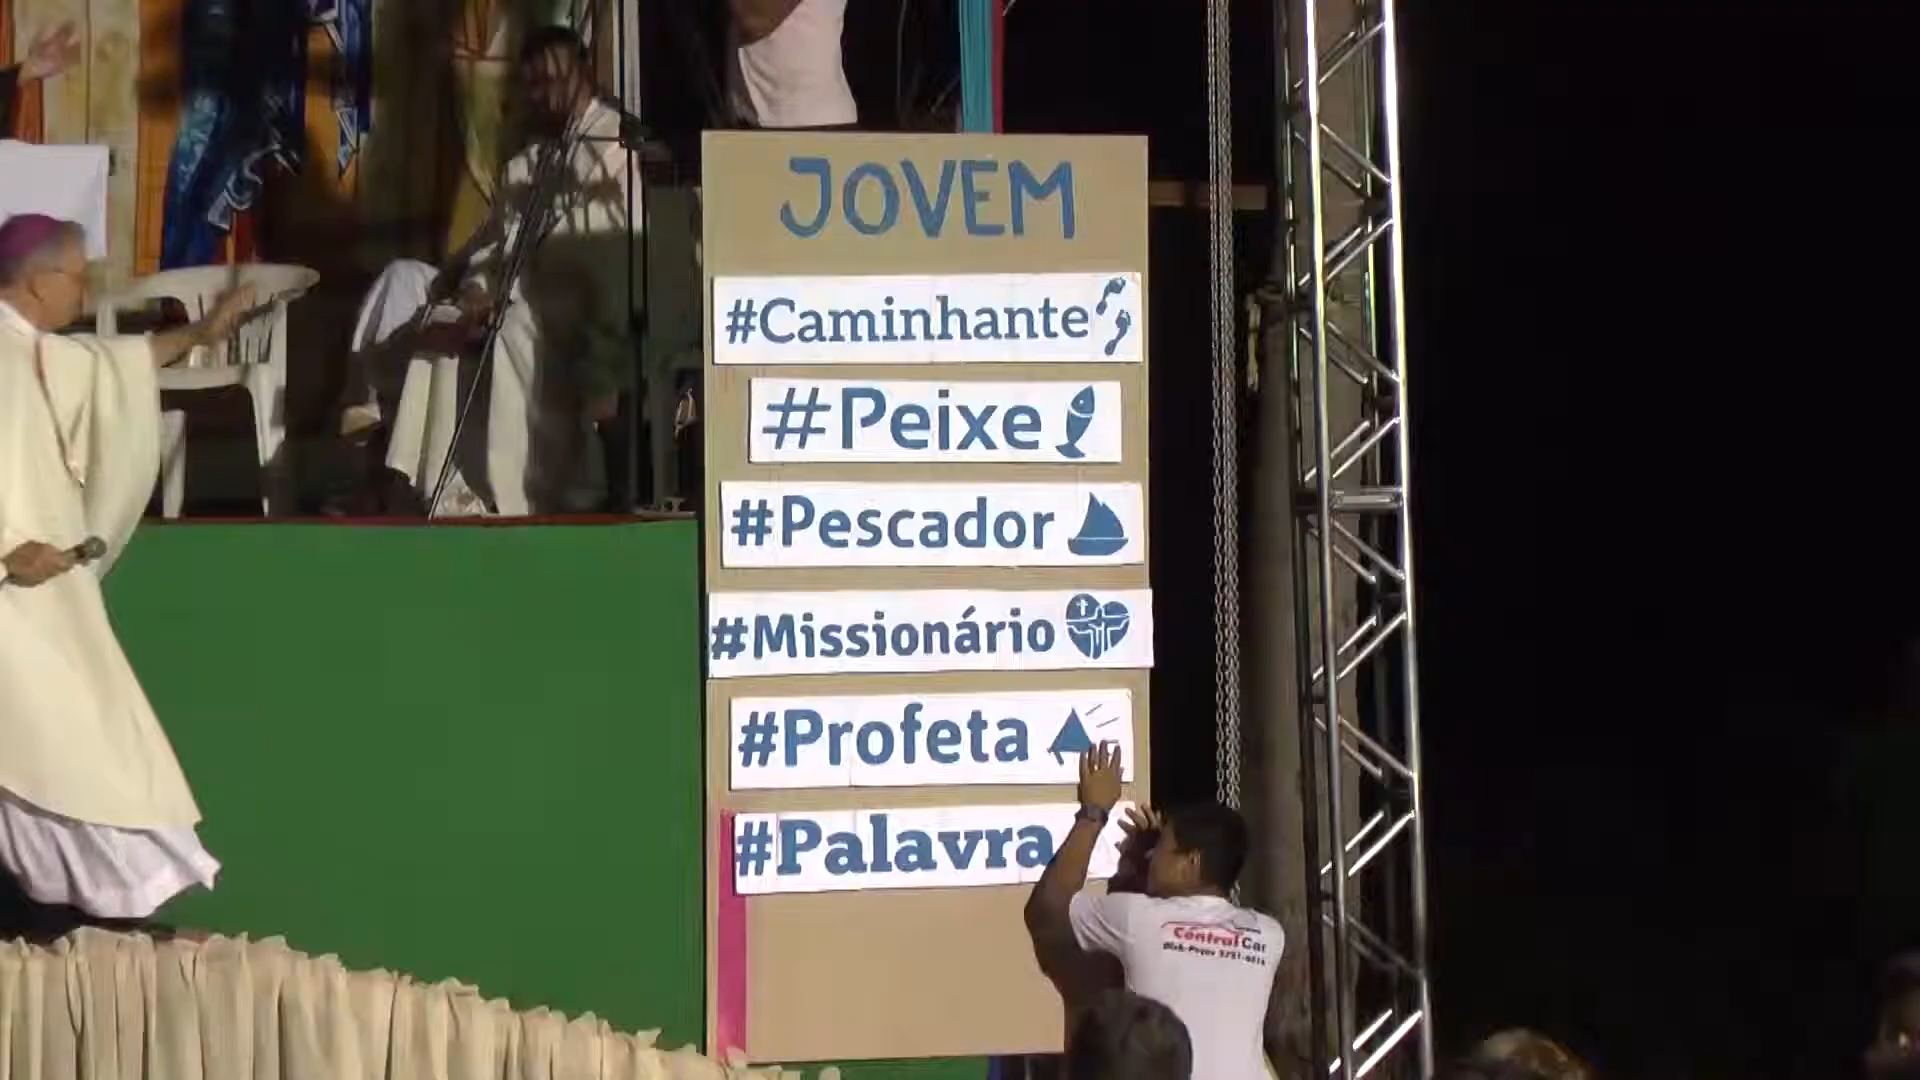 JOVEM
#Caminhante
#Peixe
#Pescador
#Missionário
#Profeta
#Palavra
Central Car